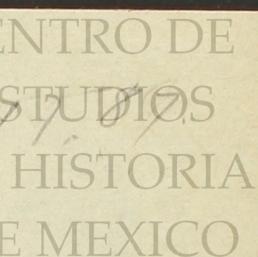 ENTRO DE
STUDIOS
HISTORIA
E MEXICO